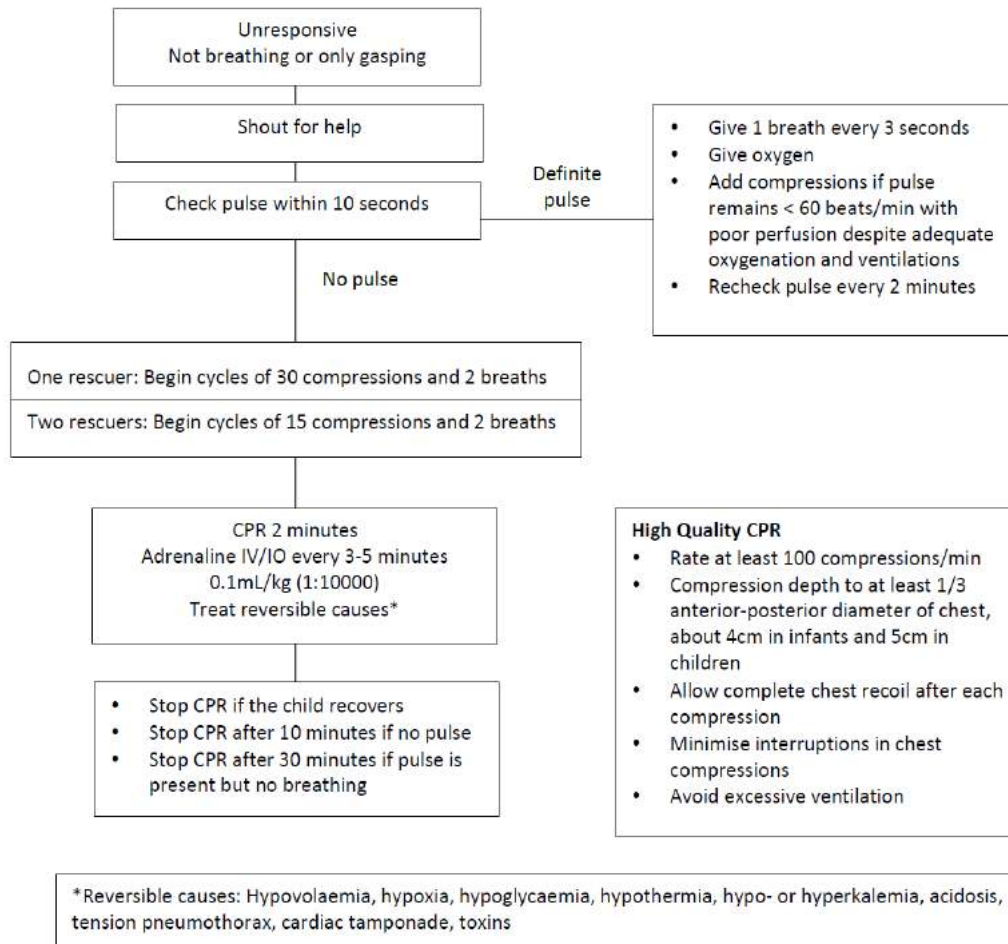 Unresponsive
Not breathing or only gasping
Shout for help
Check pulse within 10 seconds
Definite
pulse
• Give 1 breath every 3 seconds
• Give oxygen
• Add compressions if pulse
remains < 60 beats/min with
poor perfusion despite adequate
oxygenation and ventilations
• Recheck pulse every 2 minutes
No pulse
One rescuer: Begin cycles of 30 compressions and 2 breaths
Two rescuers: Begin cycles of 15 compressions and 2 breaths
CPR 2 minutes
Adrenaline IV/IO every 3-5 minutes
0.1mL/kg (1:10000)
Treat reversible causes*
• Stop CPR if the child recovers
• Stop CPR after 10 minutes if no pulse
• Stop CPR after 30 minutes if pulse is
present but no breathing
High Quality CPR
• Rate at least 100 compressions/min
• Compression depth to at least 1/3
anterior-posterior diameter of chest,
about 4cm in infants and 5cm in
children
• Allow complete chest recoil after each
compression
• Minimise interruptions in chest
compressions
• Avoid excessive ventilation
*Reversible causes: Hypovolaemia, hypoxia, hypoglycaemia, hypothermia, hypo- or hyperkalemia, acidosis,
tension pneumothorax, cardiac tamponade, toxins